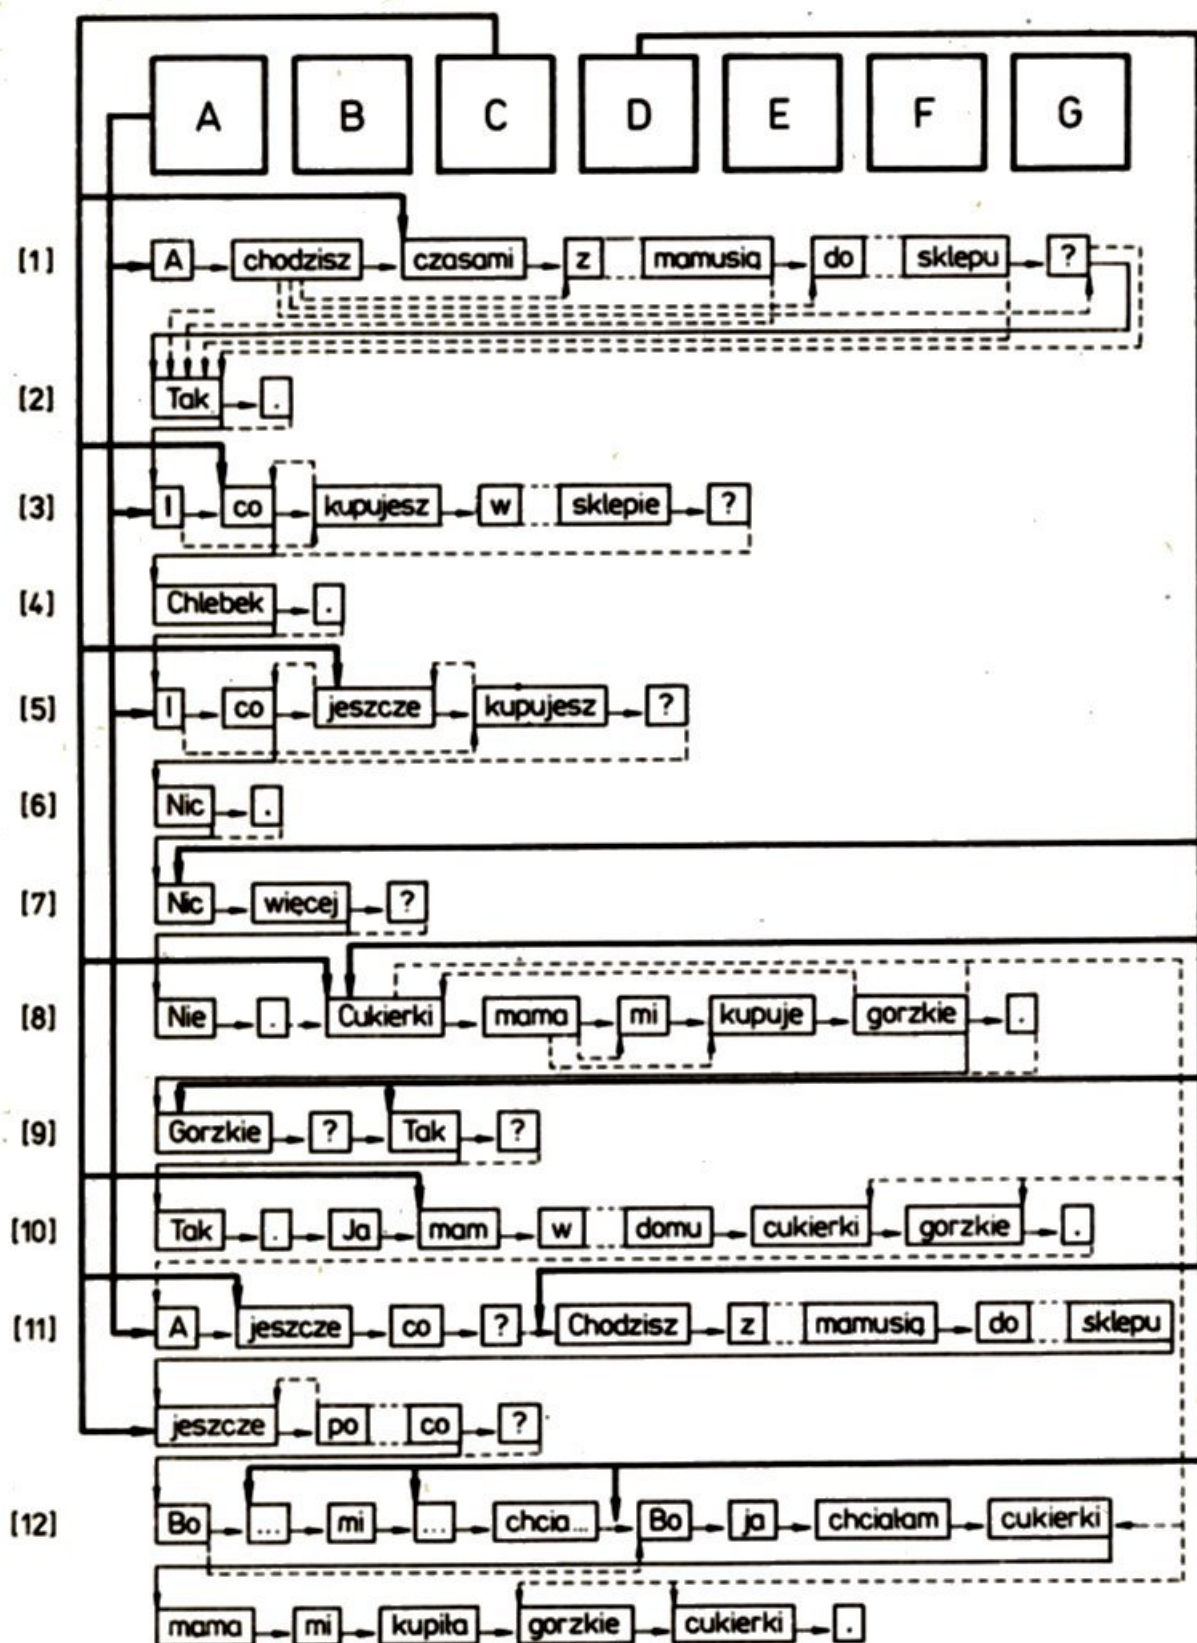 A B C D E F G
[1] A chodzisz czasami z mamusią do sklepu ?
[2] Tak .
[3] I co kupujesz w sklepie ?
[4] Chlebek .
[5] I co jeszcze kupujesz ?
[6] Nic .
[7] Nic więcej ?
[8] Nie . Cukierki mama mi kupuje gorzkie .
[9] Gorzkie ? Tak ?
[10] Tak . Ja mam w domu cukierki gorzkie .
[11] A jeszcze co ? Chodzisz z mamusią do sklepu
jeszcze po co ?
[12] Bo ... mi ... chcia... Bo ja chciałam cukierki
mama mi kupiła gorzkie cukierki .